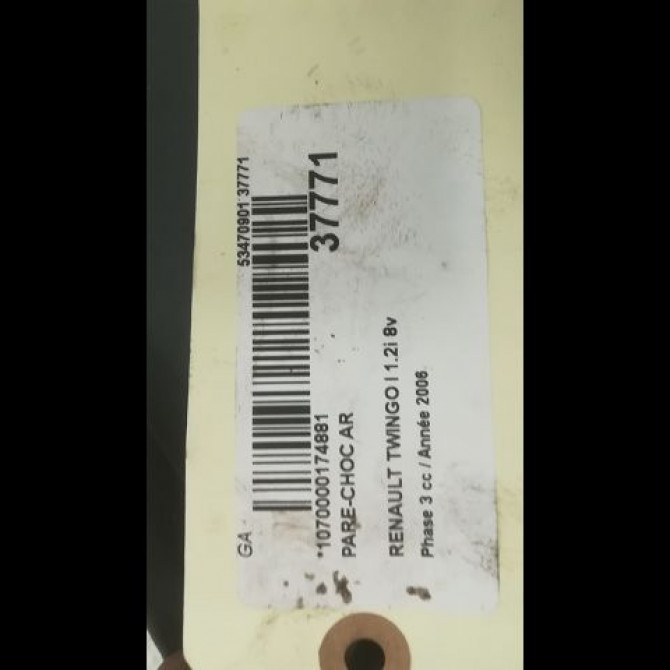 GA
53470901 37771
*1070000174881
37771
PARE-CHOC AR
RENAULT TWINGO I 1.2i 8v
Phase 3 cc / Année 2006